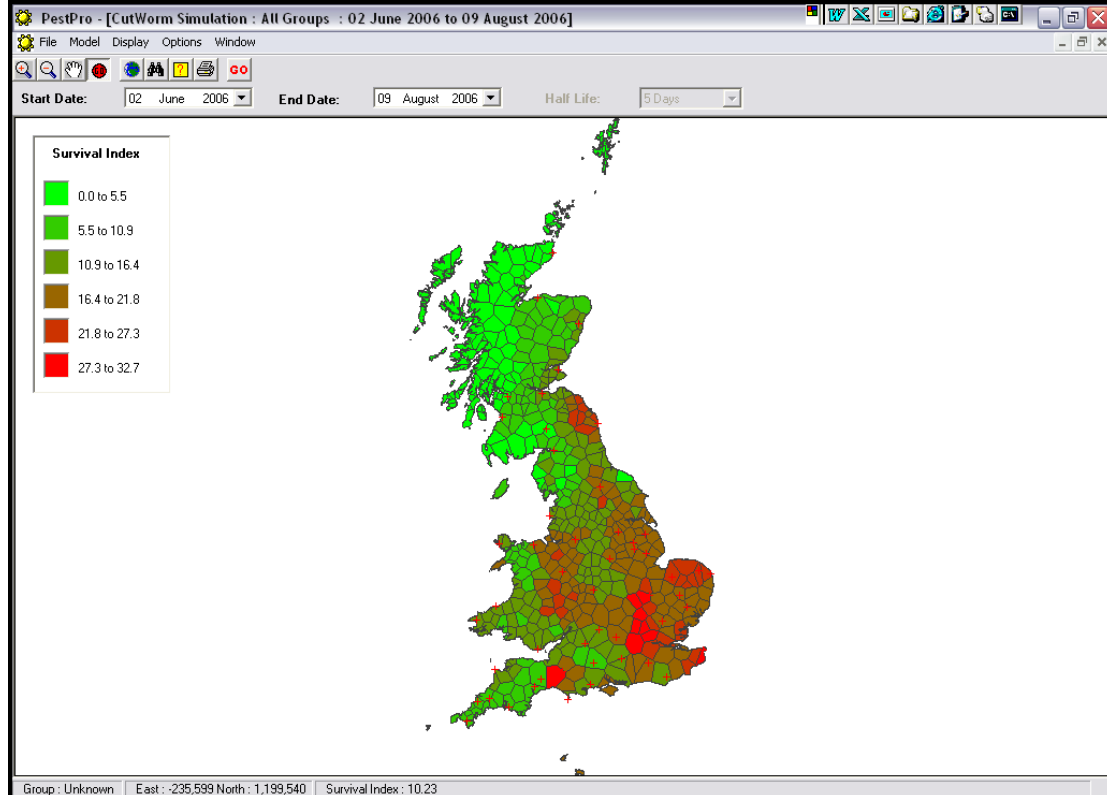 PestPro - [CutWorm Simulation : All Groups : 02 June 2006 to 09 August 2006]
File Model Display Options Window
GO
Start Date: 02 June 2006 End Date: 09 August 2006 Half Life: 5 Days
Survival Index
0.0 to 5.5
5.5 to 10.9
10.9 to 16.4
16.4 to 21.8
21.8 to 27.3
27.3 to 32.7
Group : Unknown East : -235,599 North : 1,199,540 Survival Index : 10.23